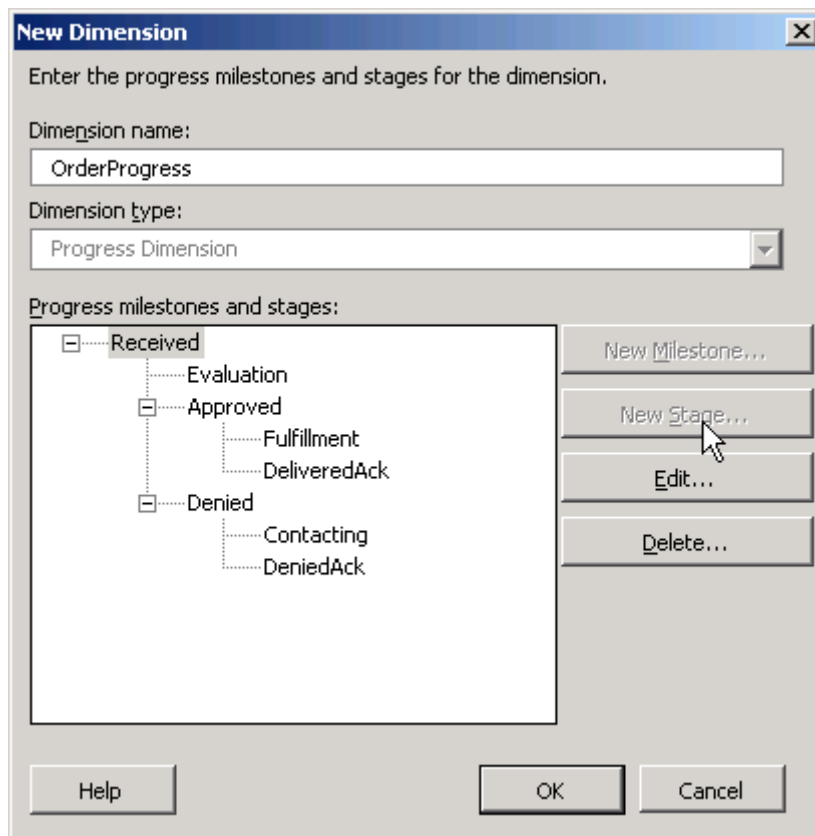 New Dimension
Enter the progress milestones and stages for the dimension.
Dimension name:
OrderProgress
Dimension type:
Progress Dimension
Progress milestones and stages:
Received
New Milestone...
Evaluation
Approved
New Stage...
Fulfillment
DeliveredAck
Edit...
Denied
Contacting
Delete...
DeniedAck
Help
OK
Cancel